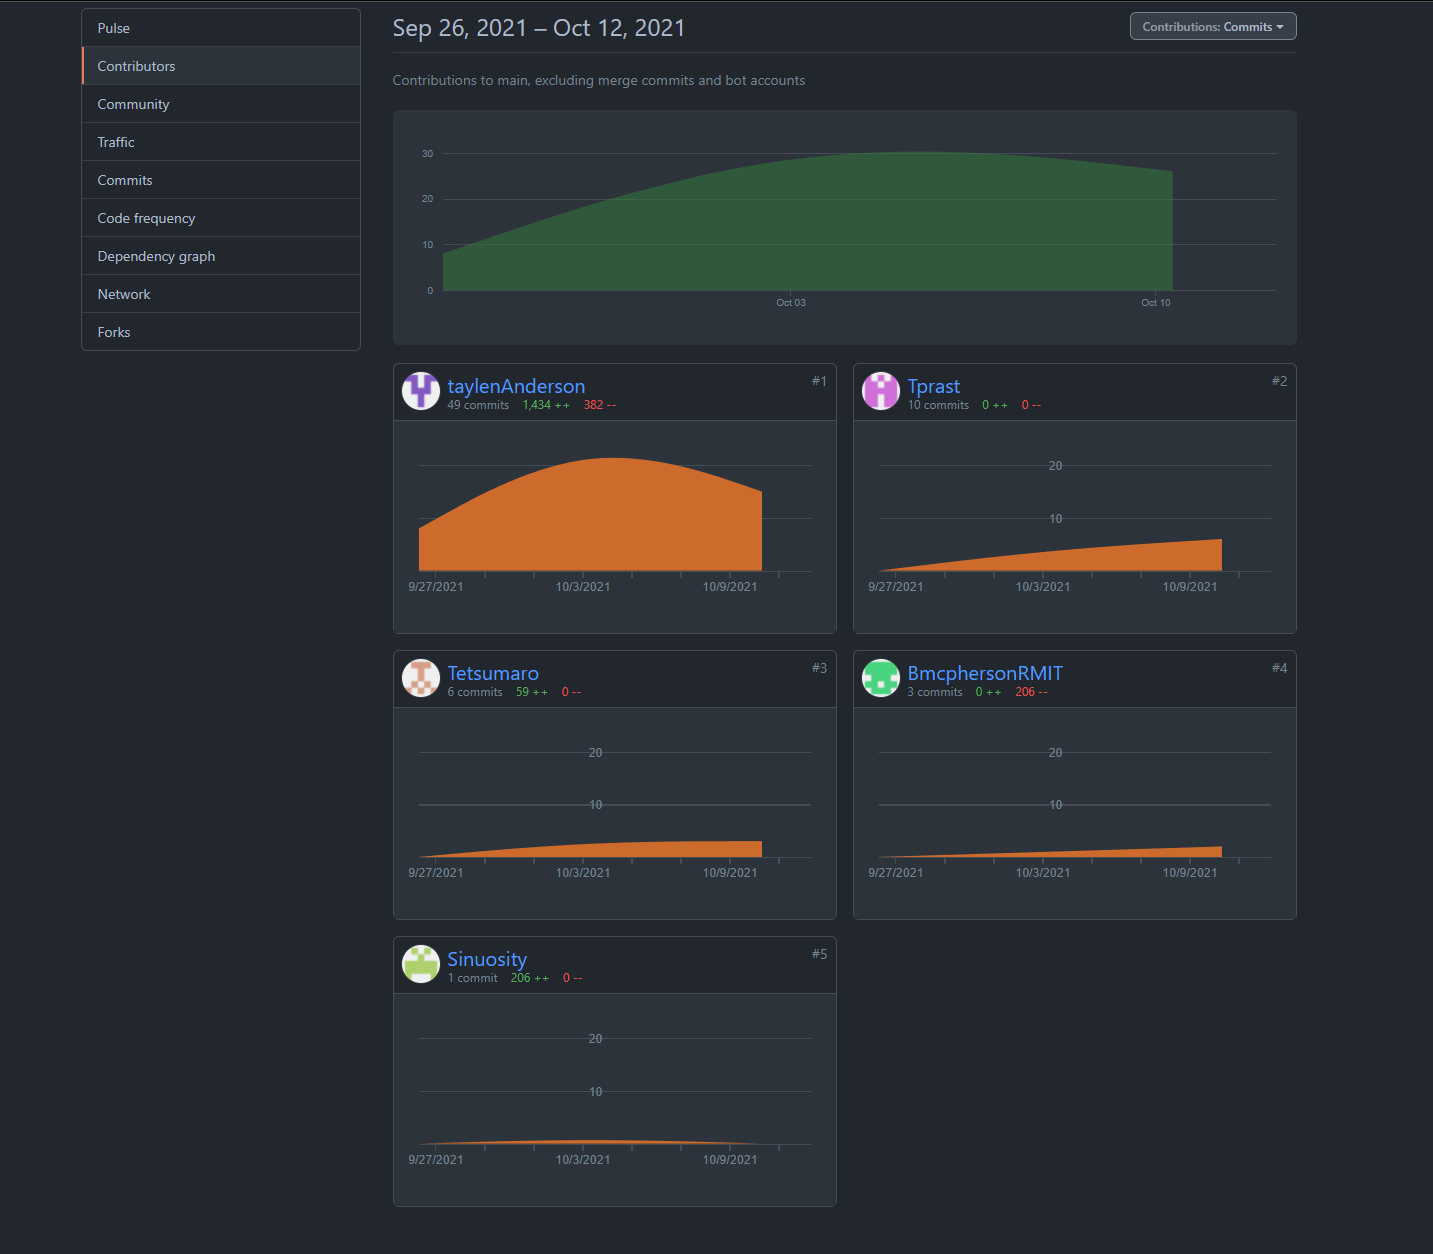 Pulse
Contributors
Community
Traffic
Commits
Code frequency
Dependency graph
Network
Forks
Sep 26, 2021 – Oct 12, 2021
Contributions: Commits
Contributions to main, excluding merge commits and bot accounts
30
20
10
0
Oct 03
Oct 10
taylenAnderson
#1
49 commits 1,434 ++ 382 --
9/27/2021 10/3/2021 10/9/2021
Tprast
#2
10 commits 0 ++ 0 --
20
10
9/27/2021 10/3/2021 10/9/2021
Tetsumaro
#3
6 commits 59 ++ 0 --
20
10
9/27/2021 10/3/2021 10/9/2021
BmcphersonRMIT
#4
3 commits 0 ++ 206 --
20
10
9/27/2021 10/3/2021 10/9/2021
Sinuosity
#5
1 commit 206 ++ 0 --
20
10
9/27/2021 10/3/2021 10/9/2021